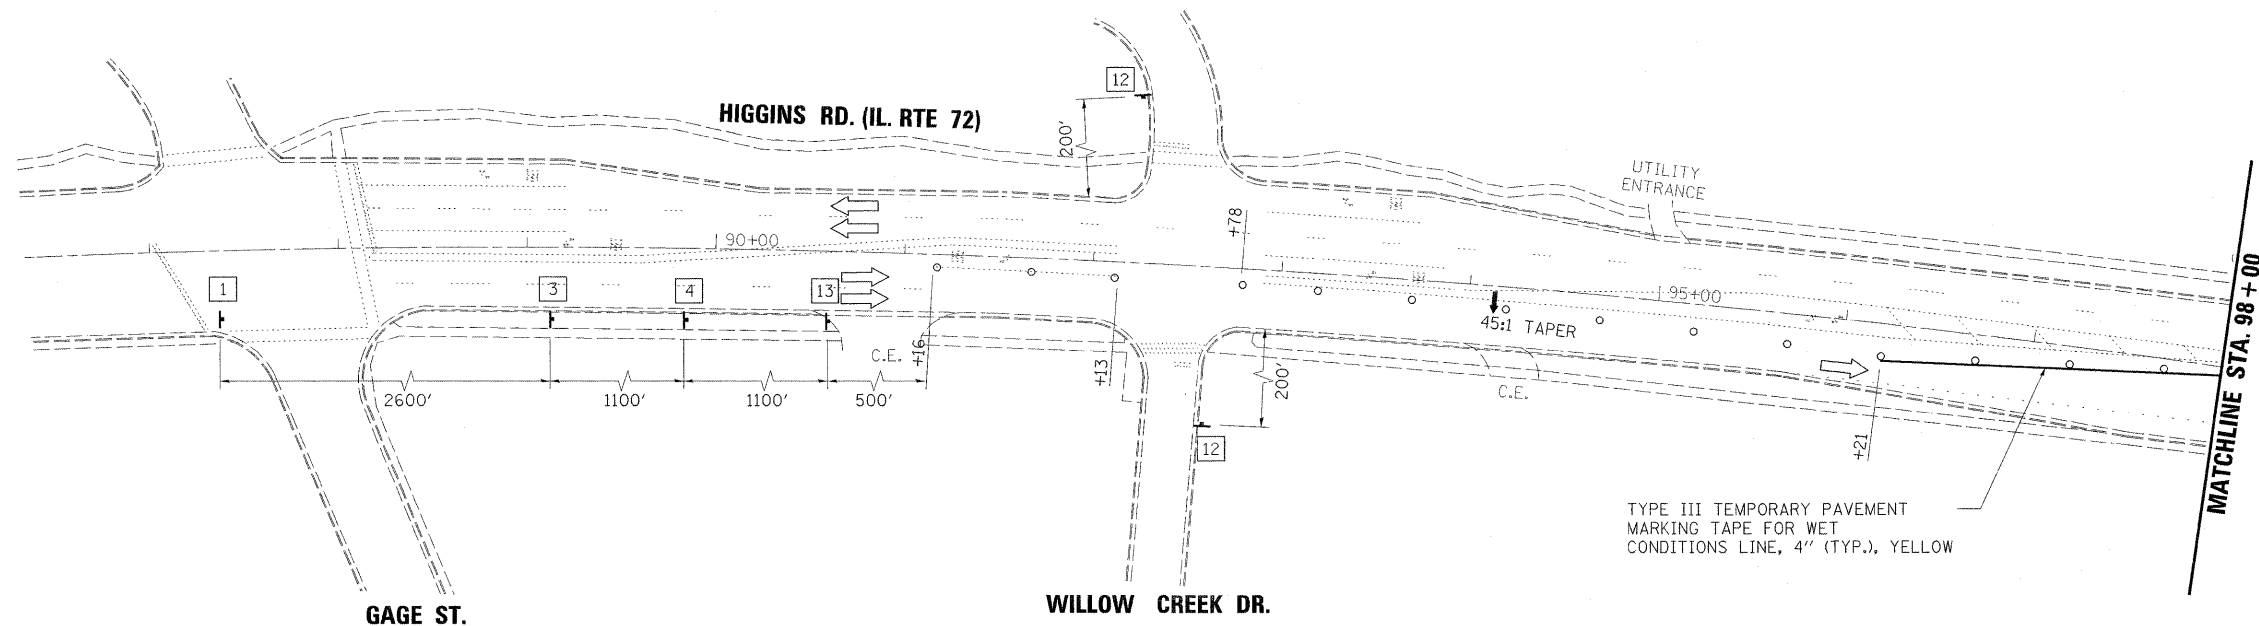 12
HIGGINS RD. (IL. RTE 72)
200'
UTILITY
ENTRANCE
+78
90+00
1
3
4
13
95+00
45:1 TAPER
MATCHLINE STA. 98+00
C.E.
+16
+13
200'
C.E.
2600'
1100'
1100'
500'
+21
12
TYPE III TEMPORARY PAVEMENT
MARKING TAPE FOR WET
CONDITIONS LINE, 4" (TYP.), YELLOW
GAGE ST.
WILLOW CREEK DR.